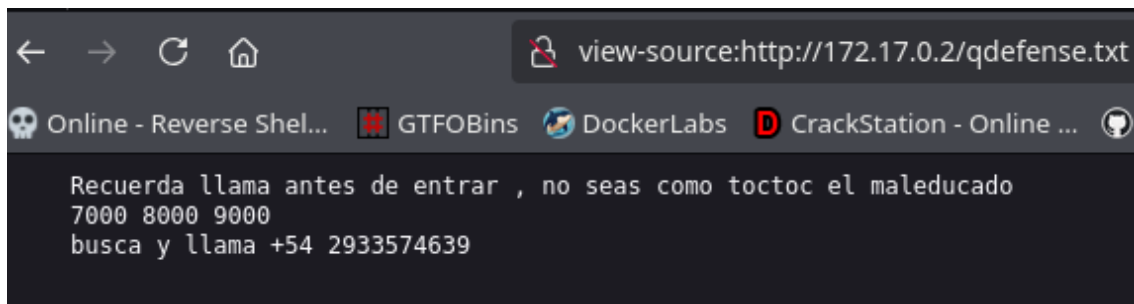 view-source:http://172.17.0.2/qdefense.txt
Online - Reverse Shel... GTFOBins DockerLabs D CrackStation - Online ...
Recuerda llama antes de entrar , no seas como toctoc el maleducado
7000 8000 9000
busca y llama +54 2933574639